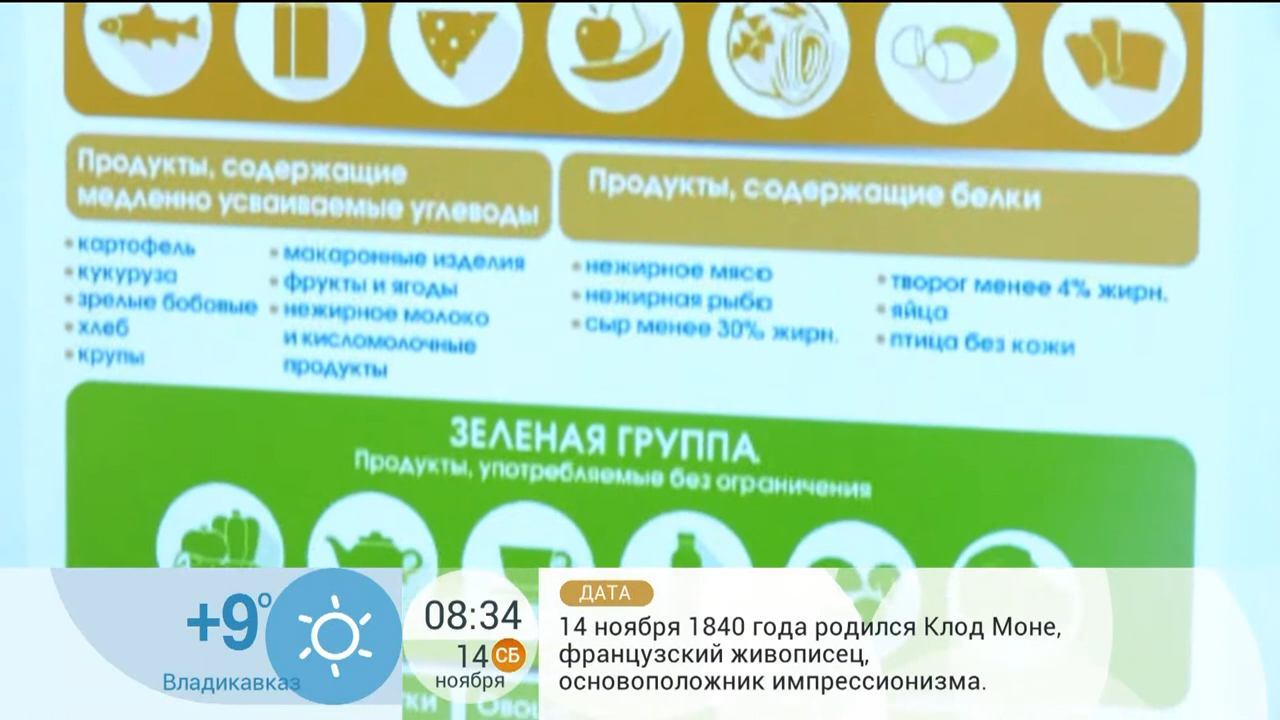 Продукты, содержащие
медленно усваиваемые углеводы
Продукты, содержащие белки
• картофель
• кукуруза
• зрелые бобовые
• хлеб
• крупы
• макаронные изделия
• фрукты и ягоды
• нежирное молоко
и кисломолочные
продукты
• нежирное мясо
• нежирная рыба
• сыр менее 30% жирн.
• творог менее 4% жирн.
• яйца
• птица без кожи
ЗЕЛЕНАЯ ГРУППА
Продукты, употребляемые без ограничения
+9°
Владикавказ
08:34
14 СБ
ноября
ДАТА
14 ноября 1840 года родился Клод Моне,
французский живописец,
основоположник импрессионизма.